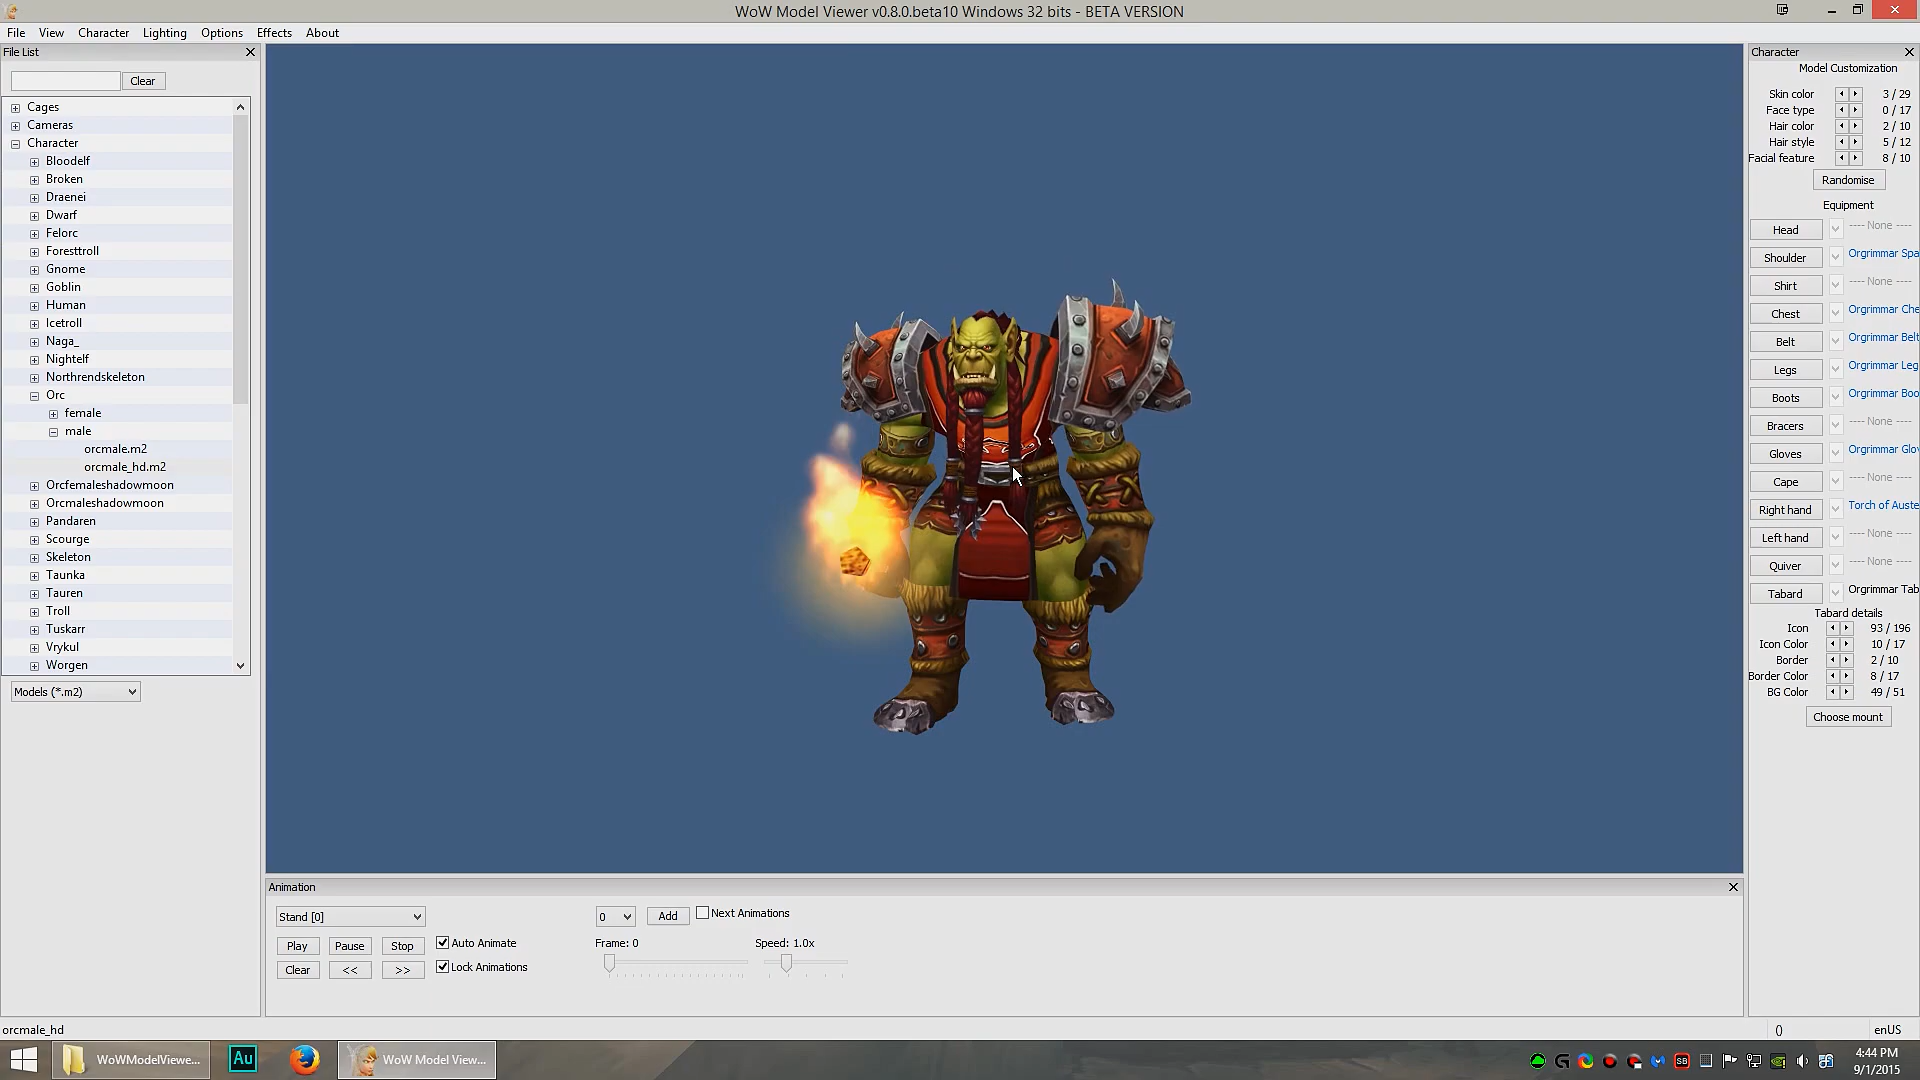 WoW Model Viewer v0.8.0.beta10 Windows 32 bits - BETA VERSION
File View Character Lighting Options Effects About
File List
Clear
Cages
Cameras
Character
Bloodelf
Broken
Draenei
Dwarf
Felorc
Foresttroll
Gnome
Goblin
Human
Icetroll
Naga_
Nightelf
Northrendskeleton
Orc
female
male
orcmale.m2
orcmale_hd.m2
Orcfemaleshadowmoon
Orcmaleshadowmoon
Pandaren
Scourge
Skeleton
Taunka
Tauren
Troll
Tuskarr
Vrykul
Worgen
Models (*.m2)
Character
Model Customization
Skin color 3 / 29
Face type 0 / 17
Hair color 2 / 10
Hair style 5 / 12
Facial feature 8 / 10
Randomise
Equipment
Head ---- None ----
Shoulder Orgrimmar Spa
Shirt ---- None ----
Chest Orgrimmar Che
Belt Orgrimmar Belt
Legs Orgrimmar Leg
Boots Orgrimmar Boo
Bracers ---- None ----
Gloves Orgrimmar Glov
Cape ---- None ----
Right hand Torch of Auste
Left hand ---- None ----
Quiver ---- None ----
Tabard Orgrimmar Tab
Tabard details
Icon 93 / 196
Icon Color 10 / 17
Border 2 / 10
Border Color 8 / 17
BG Color 49 / 51
Choose mount
Animation
Stand [0] 0 Add Next Animations
Play Pause Stop Auto Animate Frame: 0 Speed: 1.0x
Clear << >> Lock Animations
orcmale_hd () enUS
WoWModelViewe... Au WoW Model View... SB 4:44 PM
9/1/2015